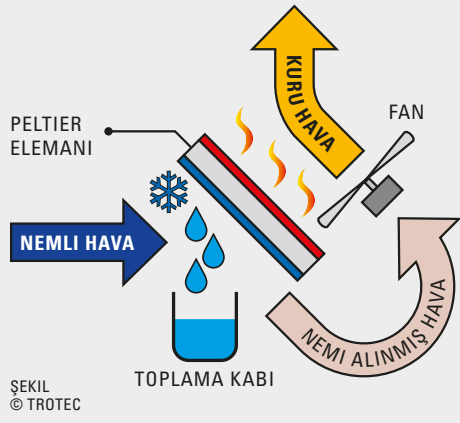 KURU HAVA
FAN
PELTIER
ELEMANI
NEMLİ HAVA
NEMI ALINMIŞ HAVA
TOPLAMA KABI
ŞEKIL
© TROTEC